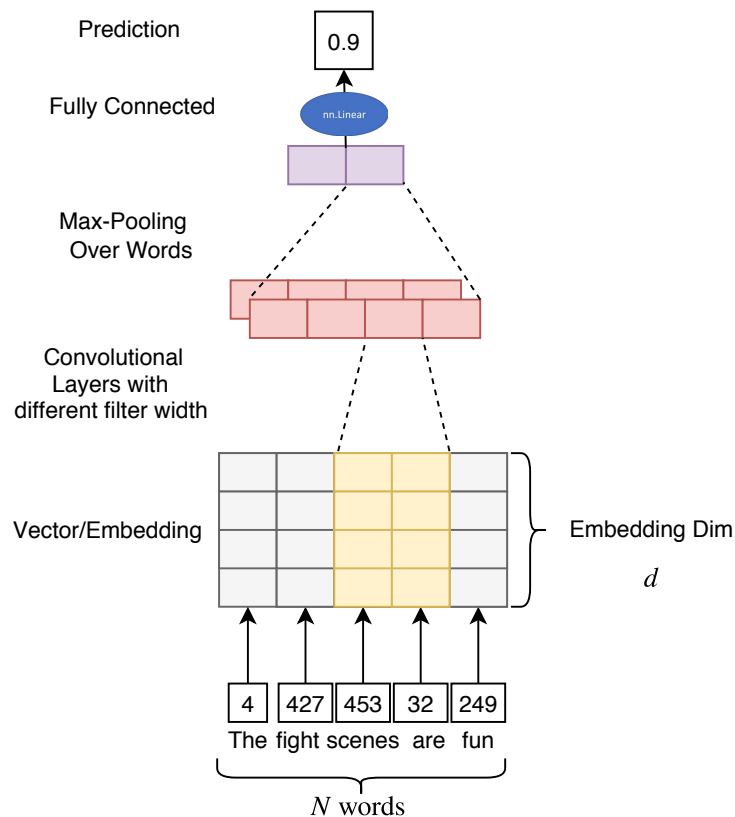 Prediction
0.9
Fully Connected
nn.Linear
Max-Pooling
Over Words
Convolutional
Layers with
different filter width
Vector/Embedding
Embedding Dim
d
4 427 453 32 249
The fight scenes are fun
N words